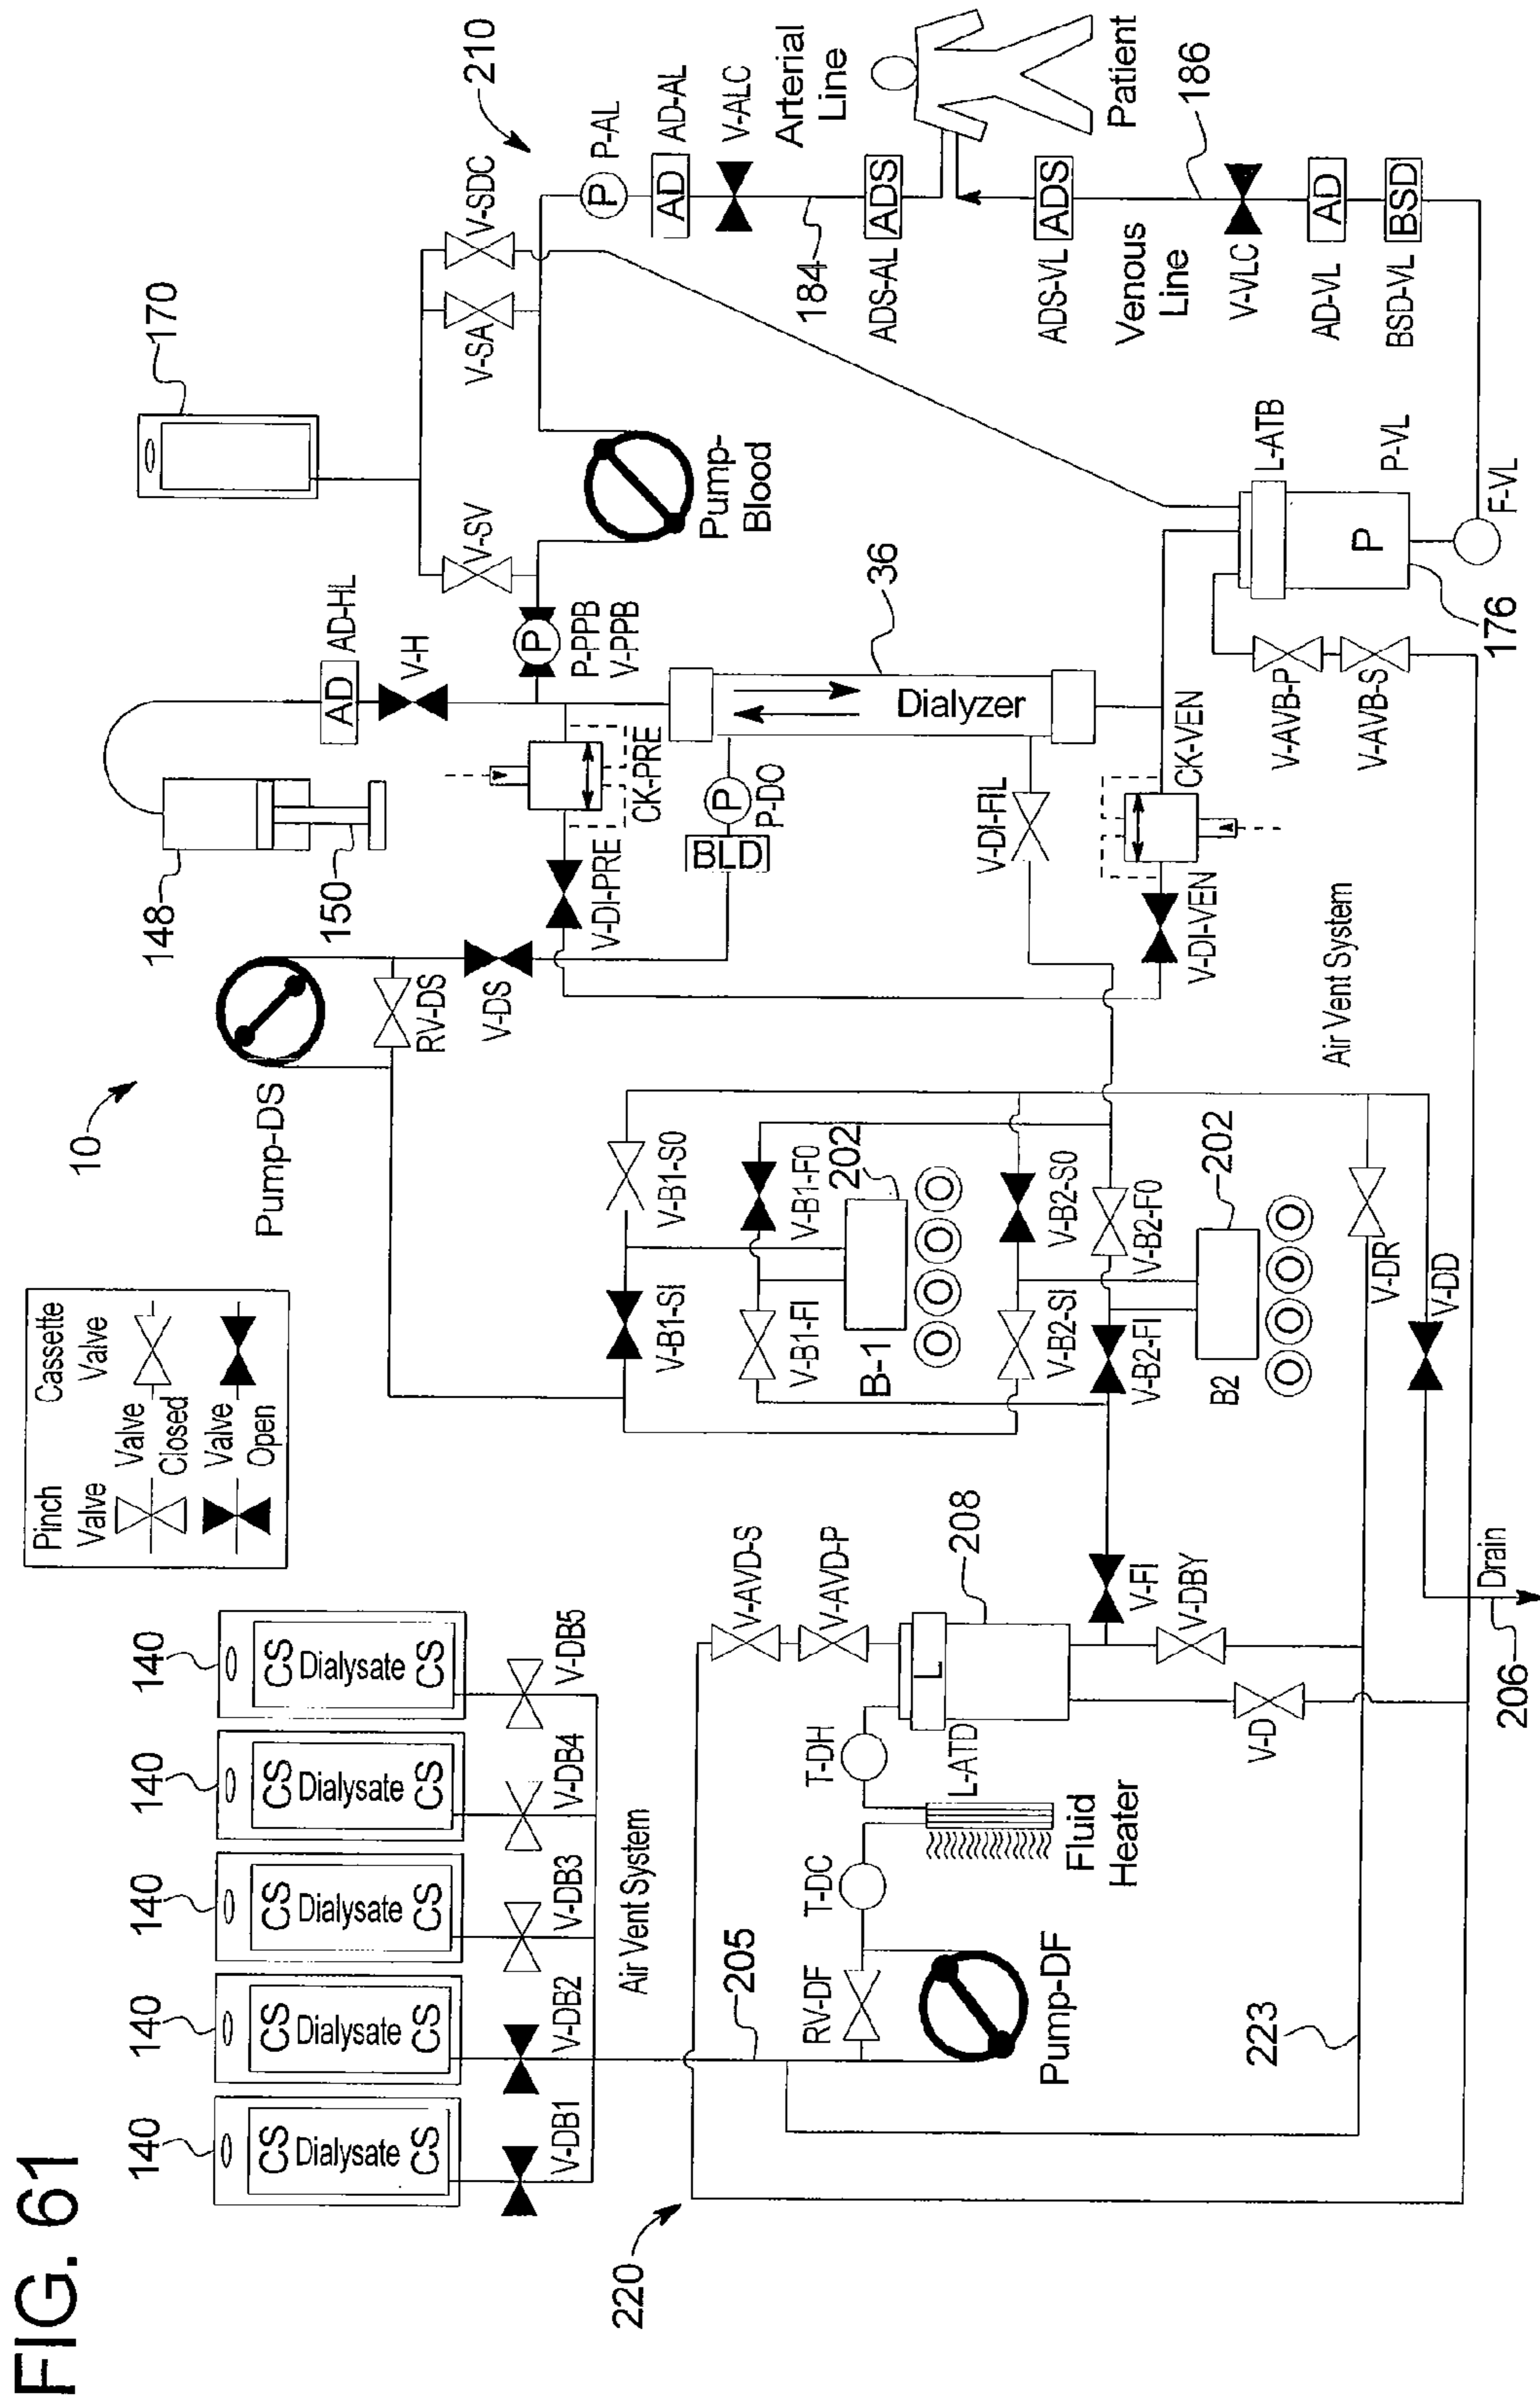 FIG. 61
Pinch
Valve
Cassette
Valve
Valve
Closed
Valve
Open
10
220
210
140
140
140
140
140
CS Dialysate CS
CS Dialysate CS
CS Dialysate CS
CS Dialysate CS
CS Dialysate CS
V-DB1
V-DB2
V-DB3
V-DB4
V-DB5
Air Vent System
205
RV-DF
Pump-DF
T-DC
T-DH
Fluid
Heater
L-ATD
L
V-AVD-S
V-AVD-P
208
V-FI
V-DBY
V-D
223
Drain
206
Pump-DS
RV-DS
V-DS
V-B1-SI
V-B1-S0
V-B1-FI
V-B1-F0
B-1
202
V-B2-SI
V-B2-S0
V-B2-FI
V-B2-F0
B2
202
V-DR
V-DD
Air Vent System
148
150
AD
AD-HL
V-H
CK-PRE
V-DI-PRE
BLD
P
P-DO
V-DI-FIL
V-DI-VEN
CK-VEN
Dialyzer
36
P
P-PPB
V-PPB
170
V-SV
V-SA
V-SDC
Pump-
Blood
P
P-AL
AD
AD-AL
V-ALC
Arterial
Line
184
ADS
ADS-AL
Patient
ADS
ADS-VL
Venous
Line
186
V-VLC
AD
AD-VL
BSD
BSD-VL
L-ATB
P-VL
P
F-VL
176
V-AVB-P
V-AVB-S